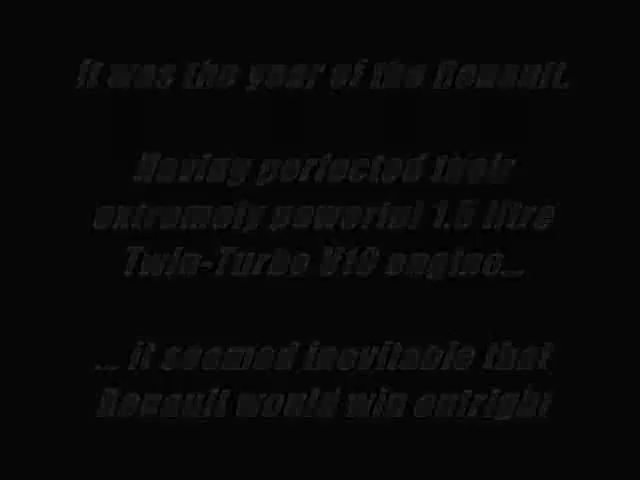 It was the year of the Renault.
Having perfected their
extremely powerful 1.5 litre
Twin-Turbo V10 engine...
... it seemed inevitable that
Renault would win outright